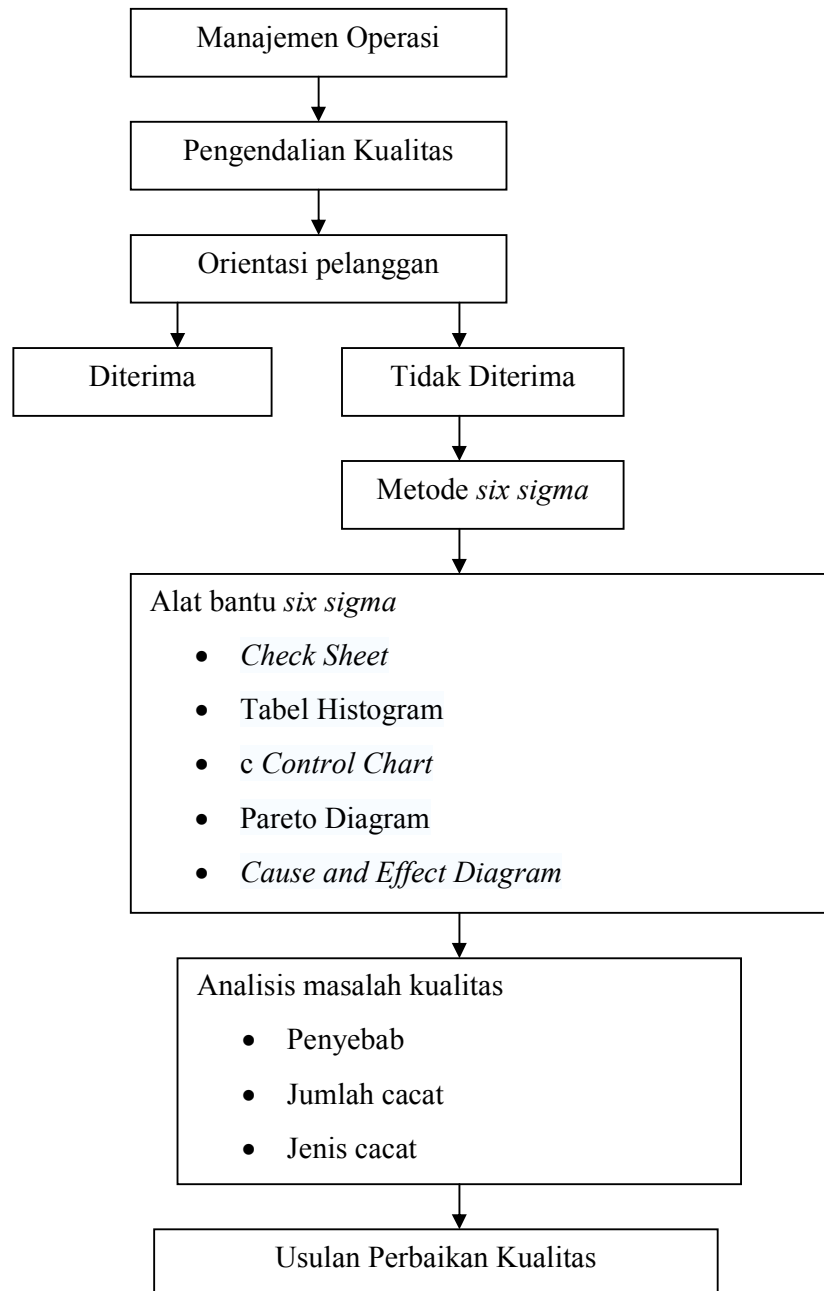 Manajemen Operasi
Pengendalian Kualitas
Orientasi pelanggan
Diterima
Tidak Diterima
Metode six sigma
Alat bantu six sigma
• Check Sheet
• Tabel Histogram
• c Control Chart
• Pareto Diagram
• Cause and Effect Diagram
Analisis masalah kualitas
• Penyebab
• Jumlah cacat
• Jenis cacat
Usulan Perbaikan Kualitas